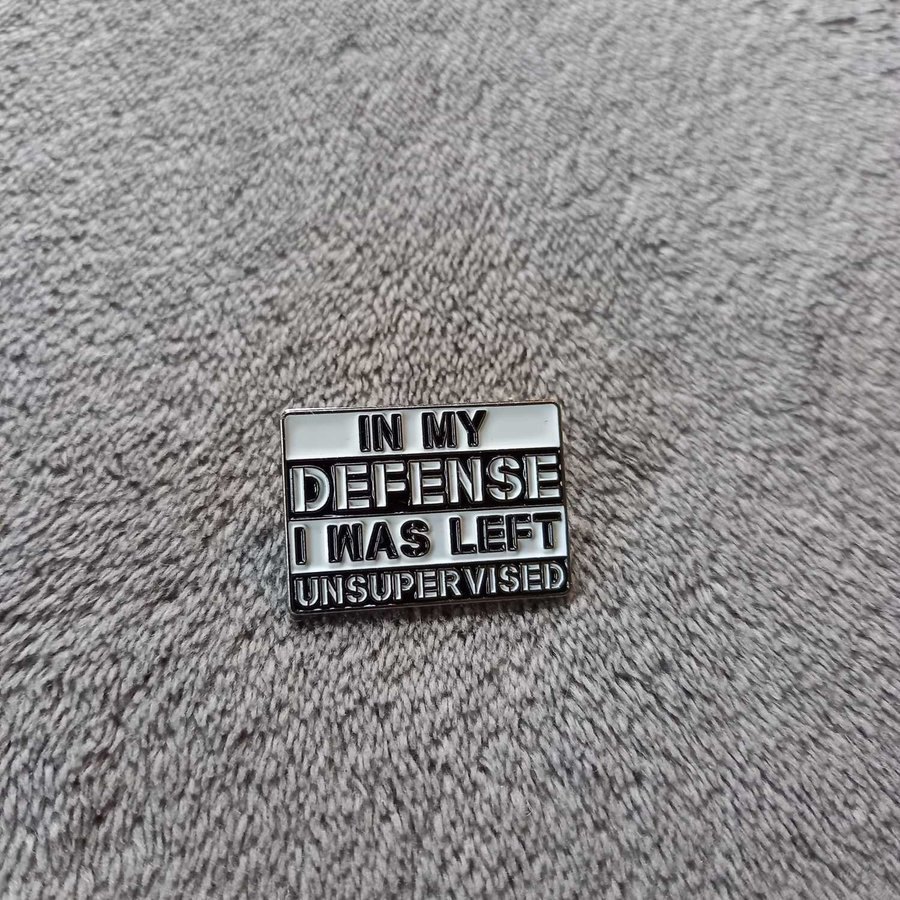 IN MY
DEFENSE
I WAS LEFT
UNSUPERVISED